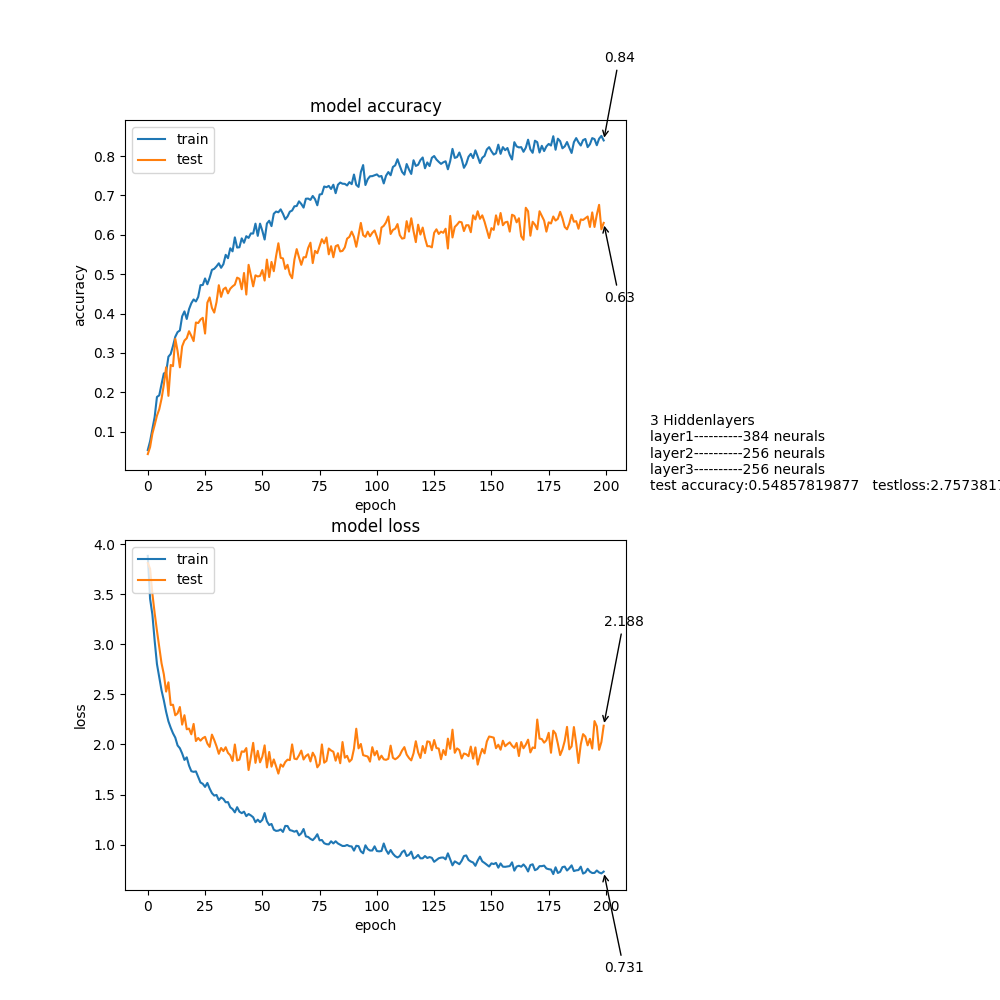 0.84
model accuracy
train
test
0.8
0.7
0.6
0.5
0.4
0.3
0.2
0.1
accuracy
0.63
0 25 50 75 100 125 150 175 200
epoch
3 Hiddenlayers
layer1----------384 neurals
layer2----------256 neurals
layer3----------256 neurals
test accuracy:0.54857819877 testloss:2.7573817
model loss
train
test
4.0
3.5
3.0
2.5
2.0
1.5
1.0
loss
2.188
0 25 50 75 100 125 150 175 200
epoch
0.731